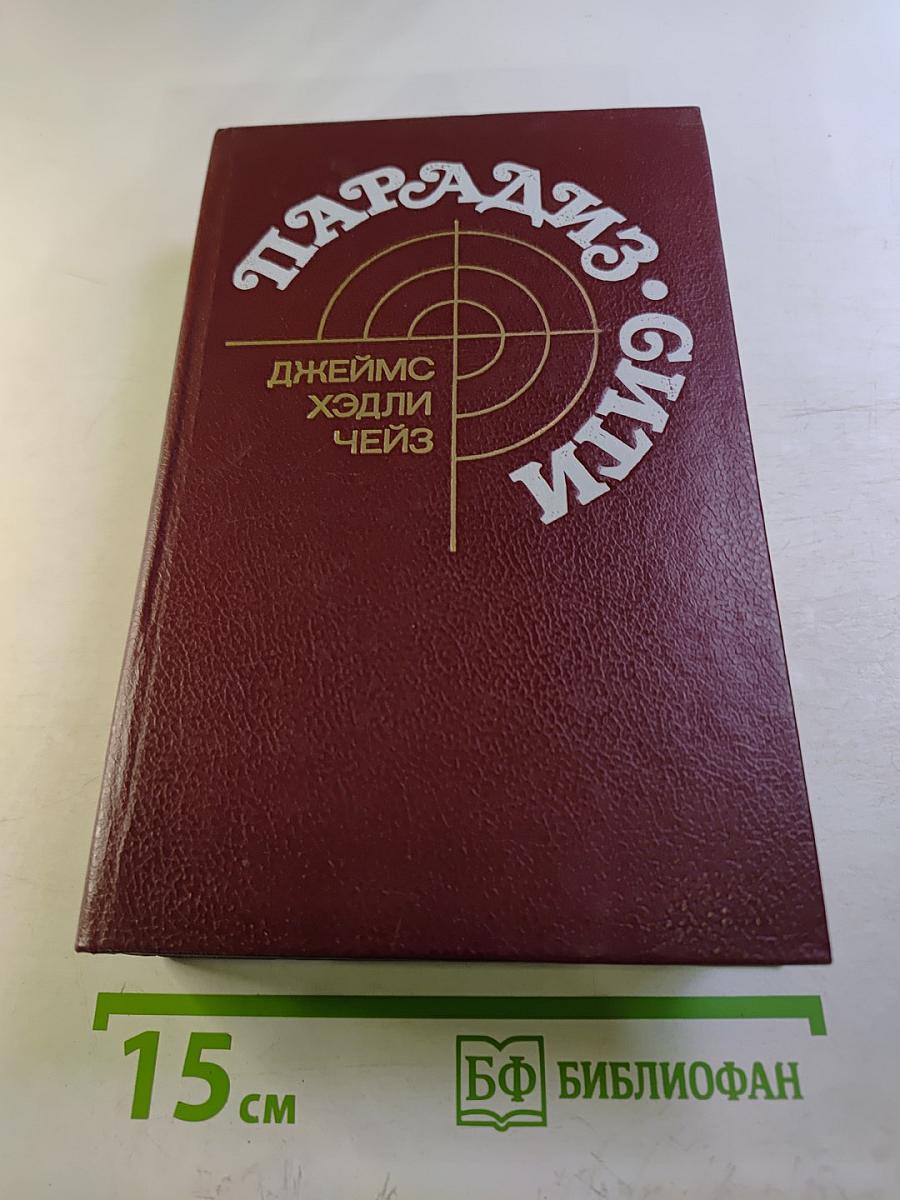 ПАРАДИЗ • СИТИ
ДЖЕЙМС
ХЭДЛИ
ЧЕЙЗ
15 см
БФ БИБЛИОФАН